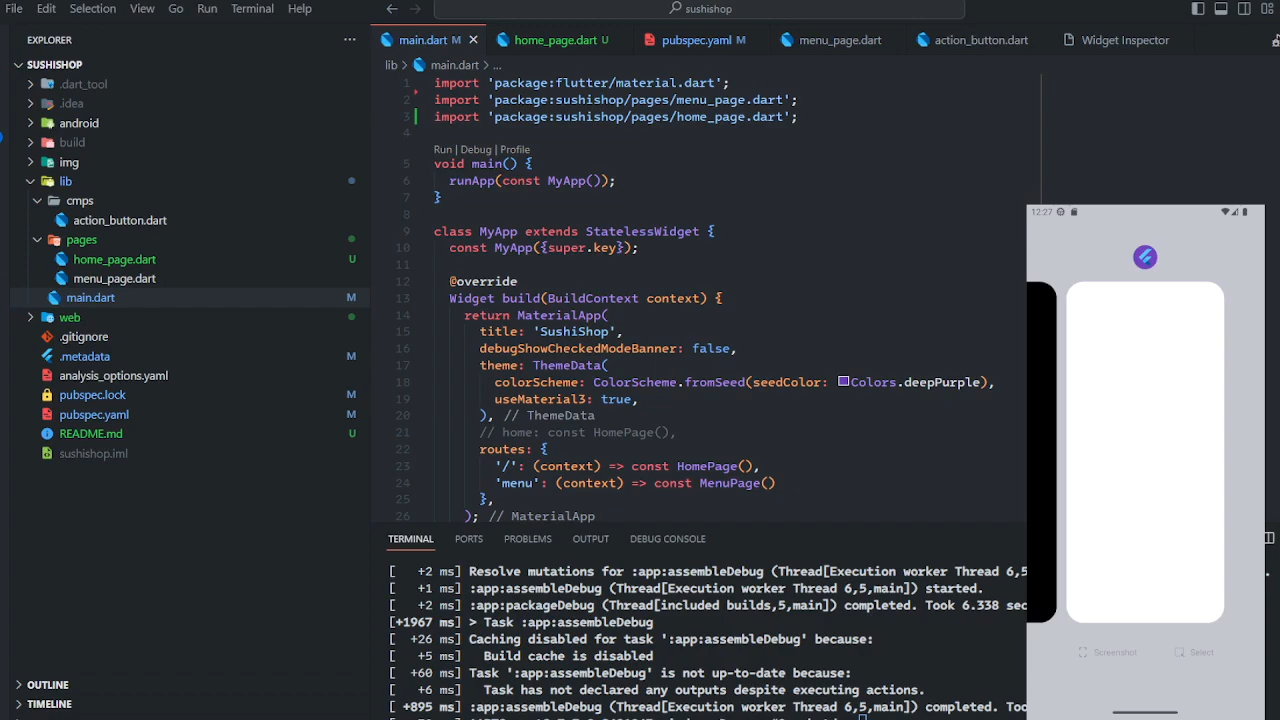 File Edit Selection View Go Run Terminal Help
sushishop
EXPLORER
main.dart M
home_page.dart U
pubspec.yaml M
menu_page.dart
action_button.dart
Widget Inspector
SUSHISHOP
.dart_tool
.idea
android
build
img
lib
cmps
action_button.dart
pages
home_page.dart U
menu_page.dart
main.dart M
web
.gitignore
.metadata M
analysis_options.yaml
pubspec.lock M
pubspec.yaml M
README.md U
sushishop.iml
OUTLINE
TIMELINE
lib > main.dart > ...
1 import 'package:flutter/material.dart';
2 import 'package:sushishop/pages/menu_page.dart';
3 import 'package:sushishop/pages/home_page.dart';
4
Run | Debug | Profile
5 void main() {
6 runApp(const MyApp());
7 }
8
9 class MyApp extends StatelessWidget {
10 const MyApp({super.key});
11
12 @override
13 Widget build(BuildContext context) {
14 return MaterialApp(
15 title: 'SushiShop',
16 debugShowCheckedModeBanner: false,
17 theme: ThemeData(
18 colorScheme: ColorScheme.fromSeed(seedColor: Colors.deepPurple),
19 useMaterial3: true,
20 ), // ThemeData
21 // home: const HomePage(),
22 routes: {
23 '/': (context) => const HomePage(),
24 'menu': (context) => const MenuPage()
25 },
26 ); // MaterialApp
TERMINAL PORTS PROBLEMS OUTPUT DEBUG CONSOLE
[ +2 ms] Resolve mutations for :app:assembleDebug (Thread[Execution worker Thread 6,5
[ +1 ms] :app:assembleDebug (Thread[Execution worker Thread 6,5,main]) started.
[ +2 ms] :app:packageDebug (Thread[included builds,5,main]) completed. Took 6.338 sec
[+1967 ms] > Task :app:assembleDebug
[ +26 ms] Caching disabled for task ':app:assembleDebug' because:
[ +5 ms] Build cache is disabled
[ +60 ms] Task ':app:assembleDebug' is not up-to-date because:
[ +6 ms] Task has not declared any outputs despite executing actions.
[ +895 ms] :app:assembleDebug (Thread[Execution worker Thread 6,5,main]) completed. Too
12:27
Screenshot
Select